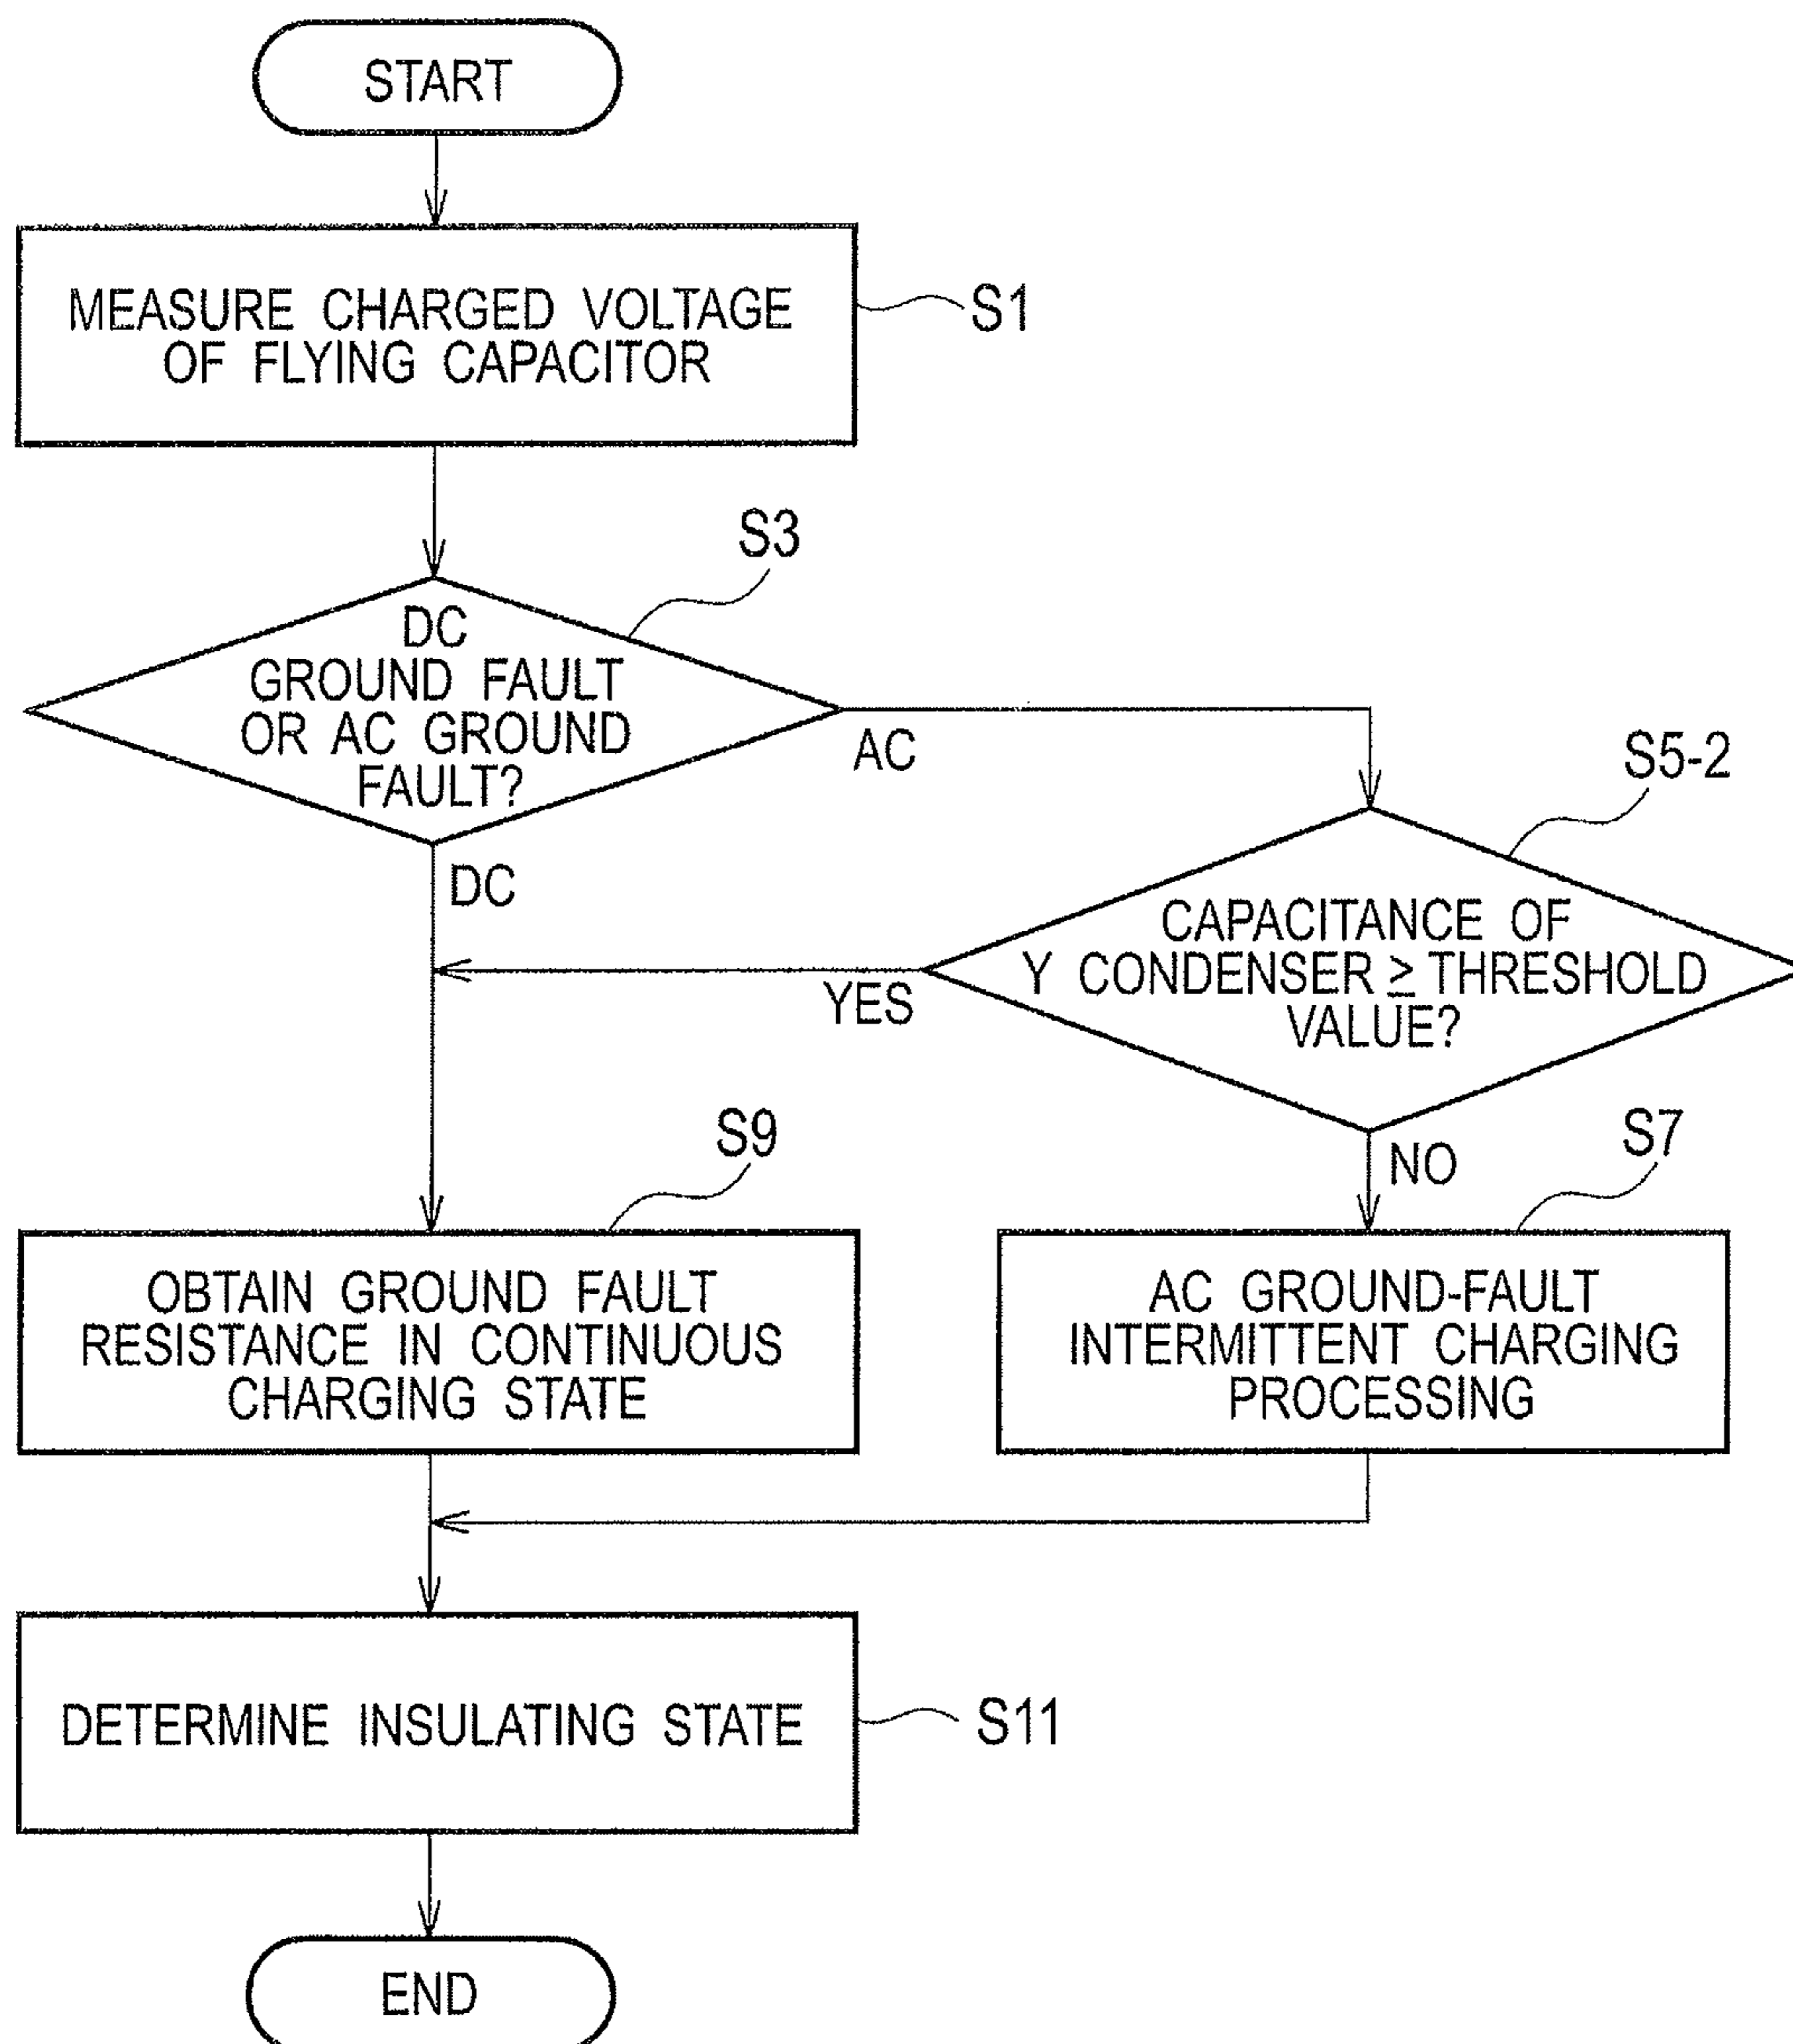 START
MEASURE CHARGED VOLTAGE
OF FLYING CAPACITOR
S1
S3
DC
GROUND FAULT
OR AC GROUND
FAULT?
AC
DC
S5-2
CAPACITANCE OF
Y CONDENSER ≥ THRESHOLD
VALUE?
YES
NO
S9
OBTAIN GROUND FAULT
RESISTANCE IN CONTINUOUS
CHARGING STATE
S7
AC GROUND-FAULT
INTERMITTENT CHARGING
PROCESSING
DETERMINE INSULATING STATE
S11
END